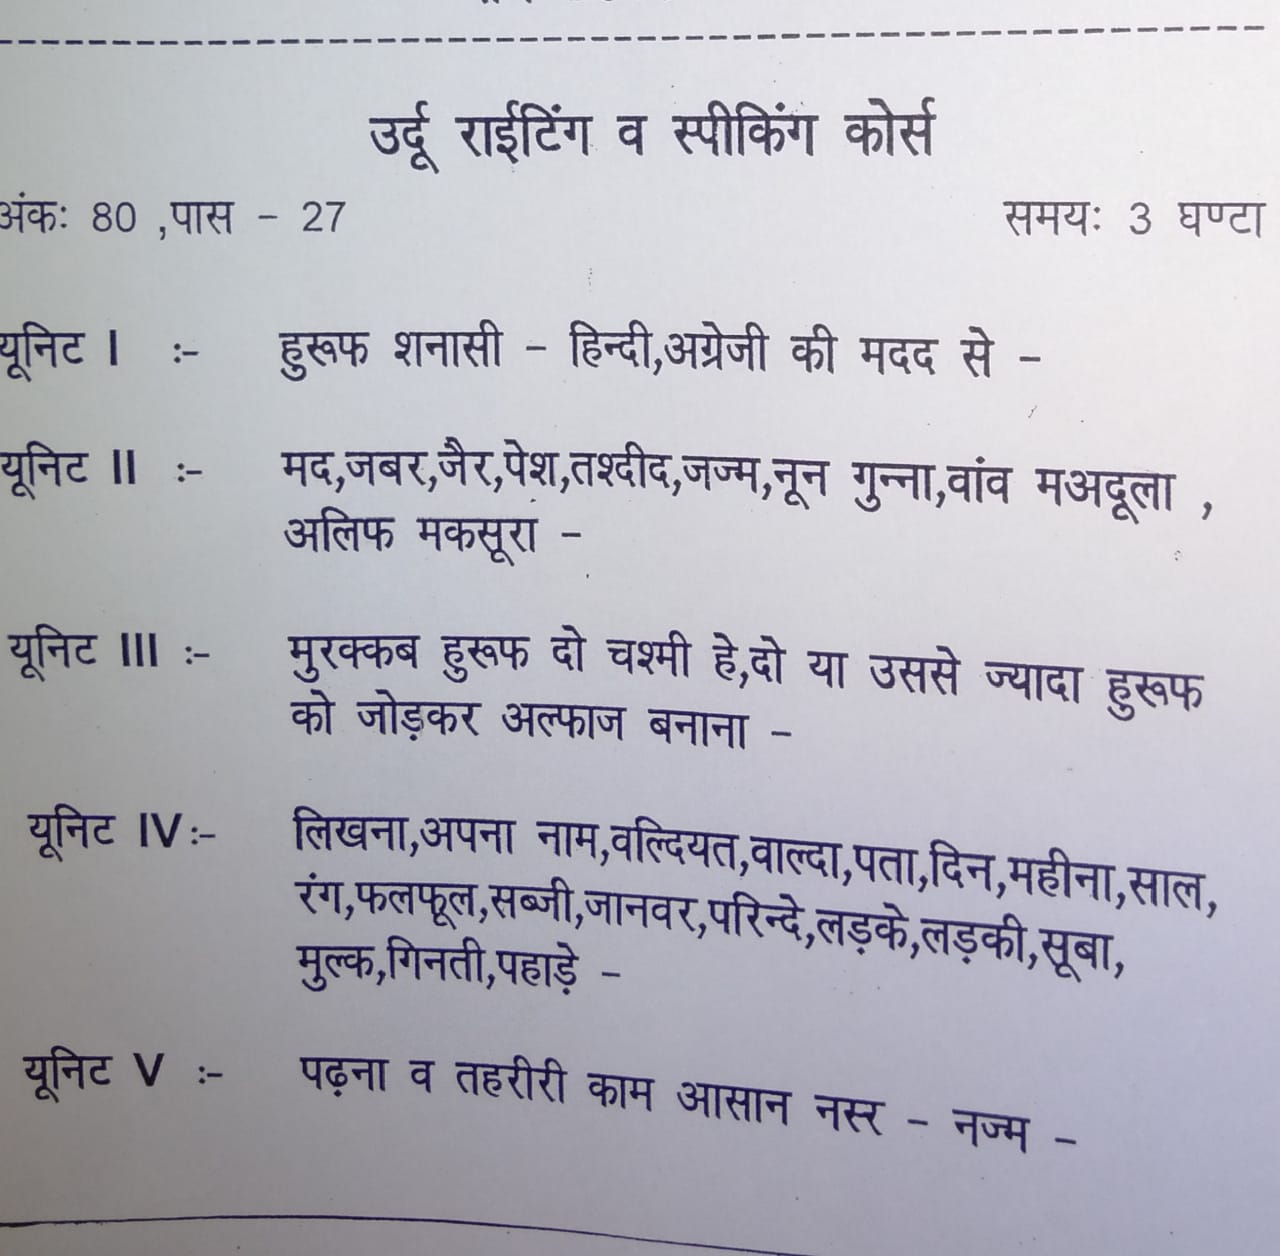 उर्दू राईटिंग व स्पीकिंग कोर्स
अंकः 80 ,पास - 27 समयः 3 घण्टा
यूनिट I :- हुरूफ शनासी - हिन्दी,अग्रेजी की मदद से -
यूनिट II :- मद,जबर,जैर,पेश,तश्दीद,जज्म,नून गुन्ना,वांव मअदूला ,
अलिफ मकसूरा -
यूनिट III :- मुरक्कब हुरूफ दो चश्मी हे,दो या उससे ज्यादा हुरूफ
को जोड़कर अल्फाज बनाना -
यूनिट IV:- लिखना,अपना नाम,वल्दियत,वाल्दा,पता,दिन,महीना,साल,
रंग,फलफूल,सब्जी,जानवर,परिन्दे,लड़के,लड़की,सूबा,
मुल्क,गिनती,पहाड़े -
यूनिट V :- पढ़ना व तहरीरी काम आसान नस्र - नज्म -